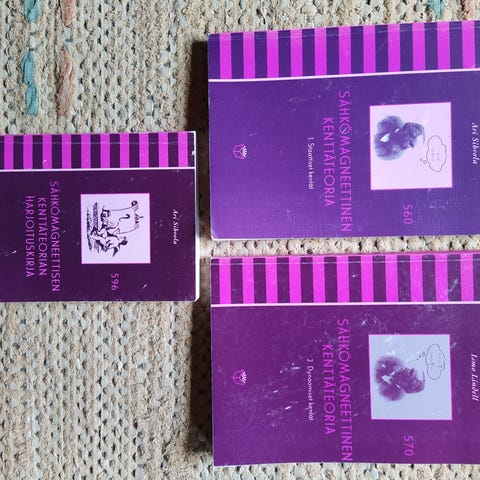 Ari Sihvola
SÄHKÖMAGNEETTISEN
KENTTÄTEORIAN
HARJOITUSKIRJA
596
Ari Sihvola
SÄHKÖMAGNEETTINEN
KENTTÄTEORIA
1. Staattiset kentät
560
Ismo Lindell
SÄHKÖMAGNEETTINEN
KENTTÄTEORIA
2. Dynaamiset kentät
570